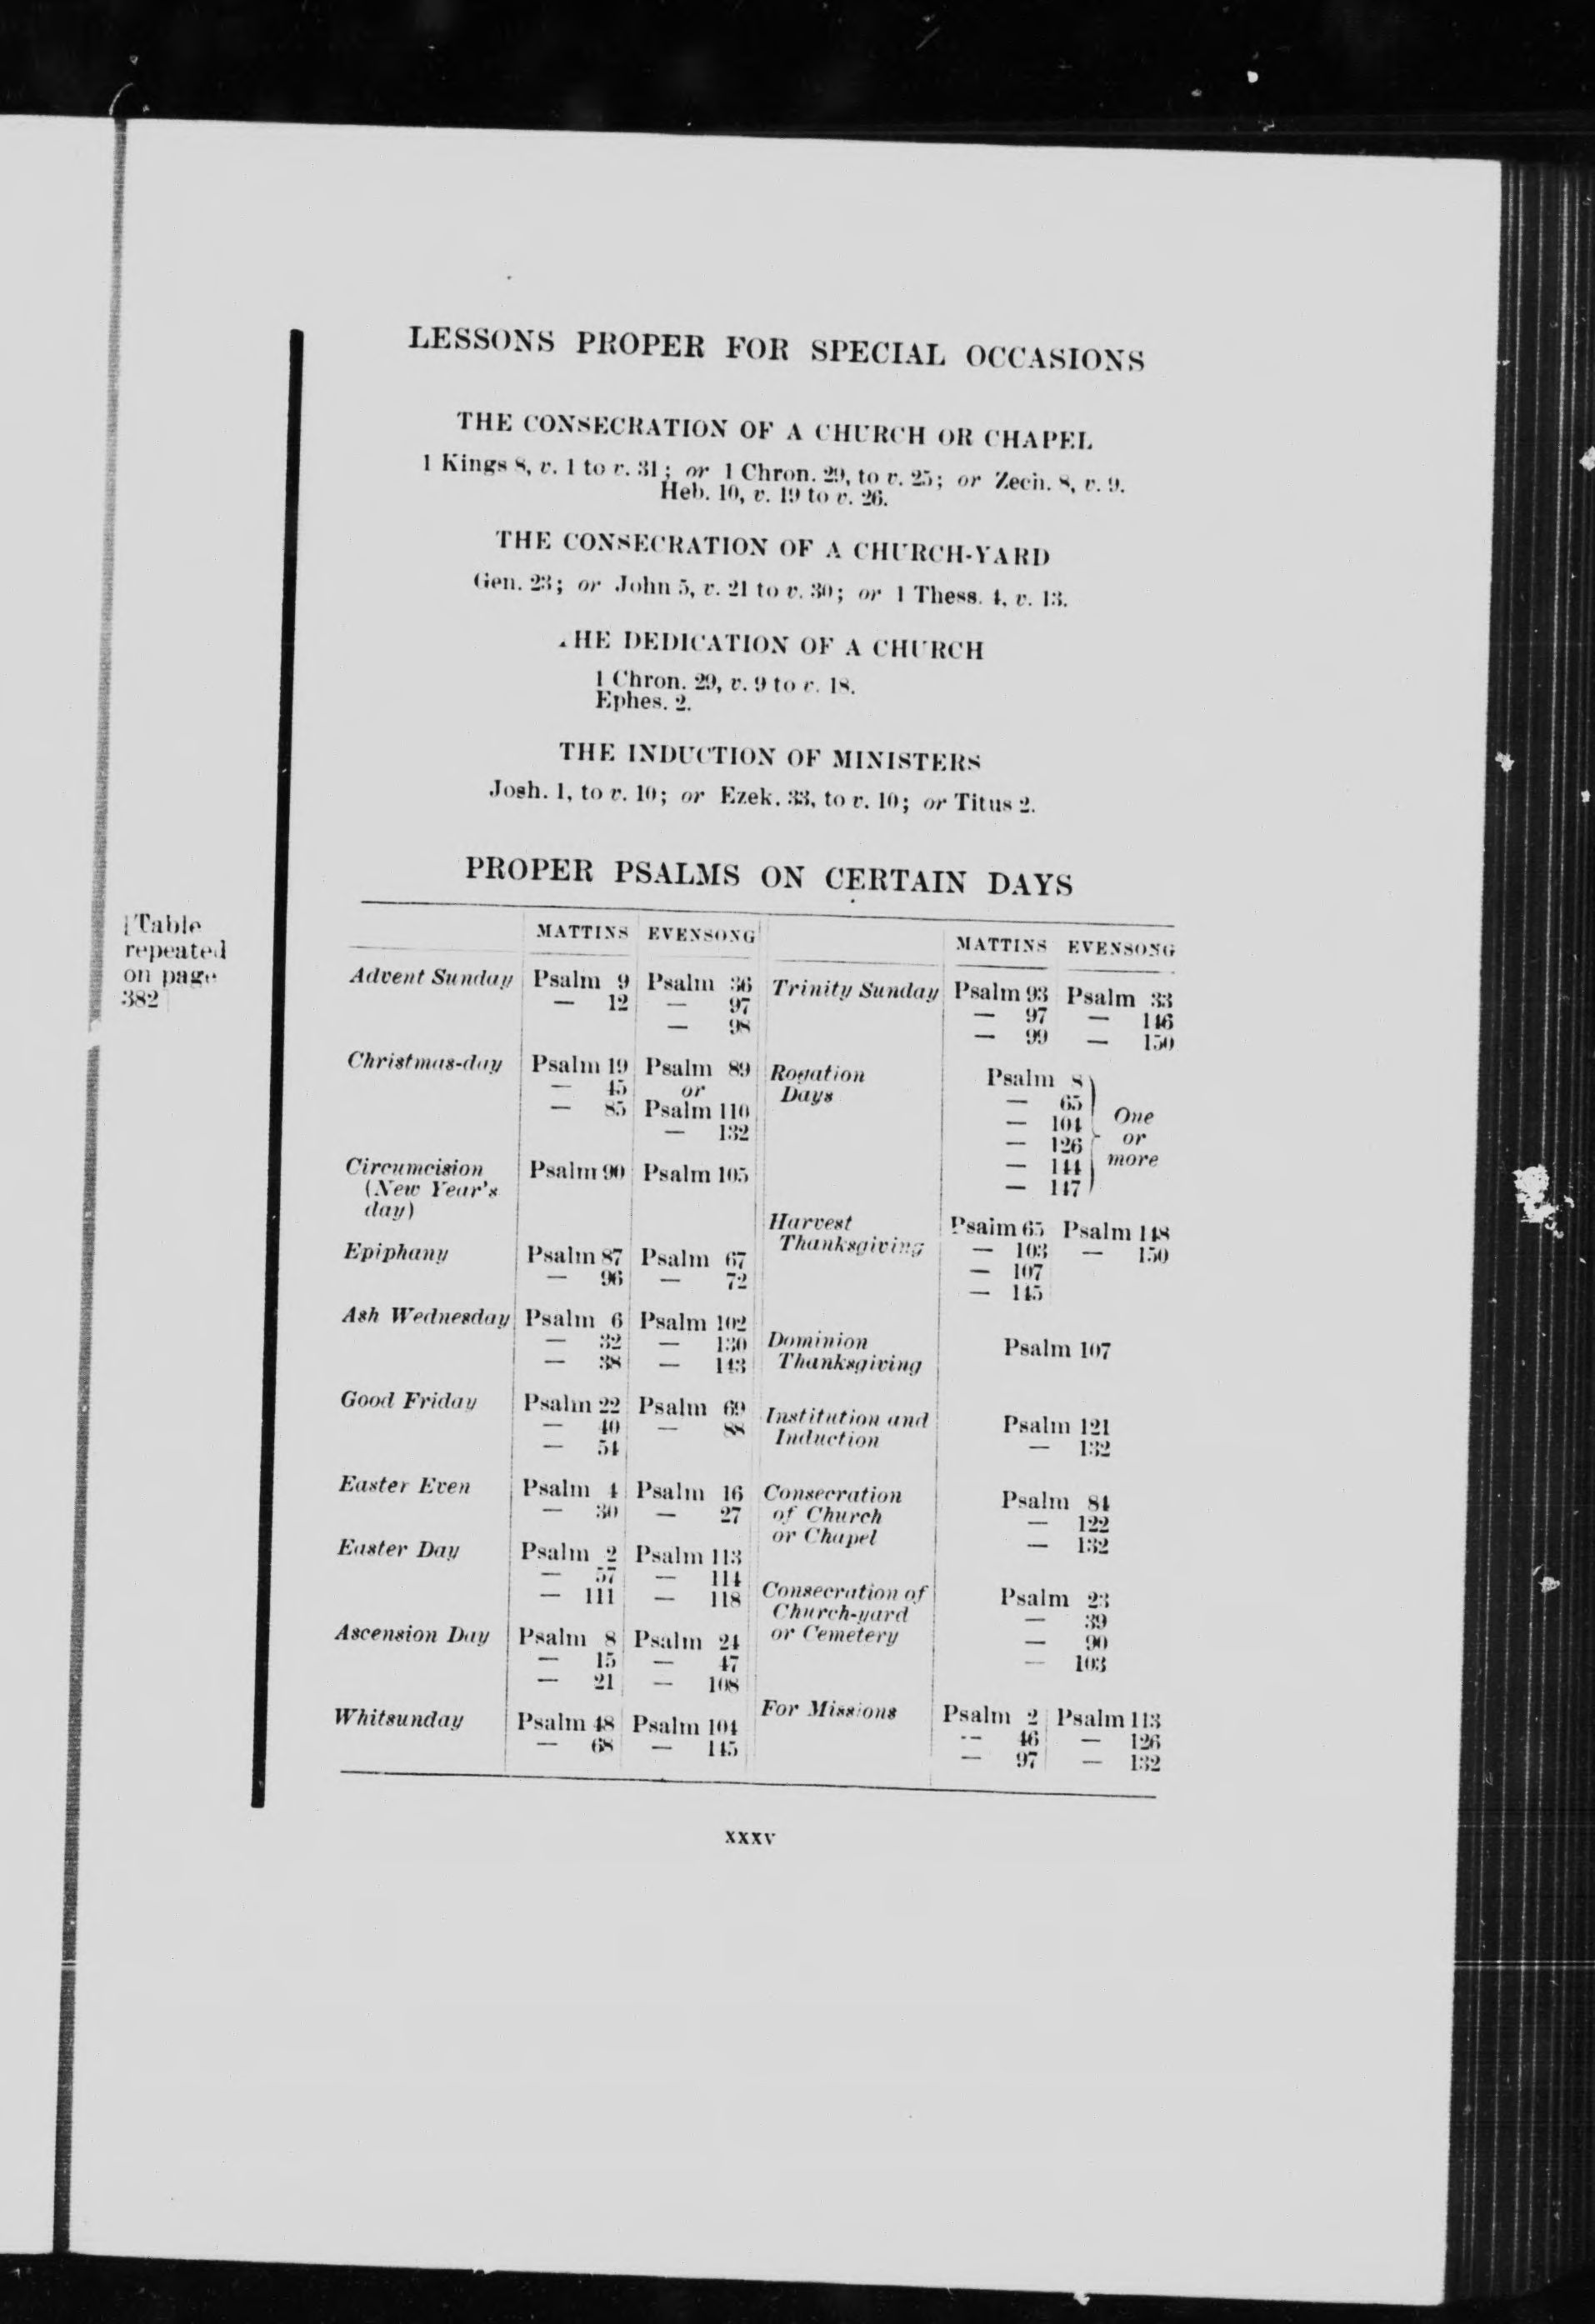 LESSONS PROPER FOR SPECIAL OCCASIONS
THE CONSECRATION OF A CHURCH OR CHAPEL
1 Kings 8, v. 1 to v. 31; or 1 Chron. 29, to v. 25; or Zech. 8, v. 9.
Heb. 10, v. 19 to v. 26.
THE CONSECRATION OF A CHURCH-YARD
Gen. 23; or John 5, v. 21 to v. 30; or 1 Thess. 4, v. 13.
HE DEDICATION OF A CHURCH
1 Chron. 29, v. 9 to v. 18.
Ephes. 2.
THE INDUCTION OF MINISTERS
Josh. 1, to v. 10; or Ezek. 33, to v. 10; or Titus 2.
PROPER PSALMS ON CERTAIN DAYS
[Table
repeated
on page
382]
MATTINS EVENSONG
Advent Sunday Psalm 9 Psalm 36
— 12 — 97
— 98
Christmas-day Psalm 19 Psalm 89
— 45 or
— 85 Psalm 110
— 132
Circumcision Psalm 90 Psalm 105
(New Year's
day)
Epiphany Psalm 87 Psalm 67
— 96 — 72
Ash Wednesday Psalm 6 Psalm 102
— 32 — 130
— 38 — 143
Good Friday Psalm 22 Psalm 69
— 40 — 88
— 54
Easter Even Psalm 4 Psalm 16
— 30 — 27
Easter Day Psalm 2 Psalm 113
— 57 — 114
— 111 — 118
Ascension Day Psalm 8 Psalm 24
— 15 — 47
— 21 — 108
Whitsunday Psalm 48 Psalm 104
— 68 — 145
MATTINS EVENSONG
Trinity Sunday Psalm 93 Psalm 33
— 97 — 146
— 99 — 150
Rogation Psalm 8
Days — 65
— 104 One
— 126 or
— 144 more
— 147
Harvest Psalm 65 Psalm 148
Thanksgiving — 103 — 150
— 107
— 145
Dominion Psalm 107
Thanksgiving
Institution and Psalm 121
Induction — 132
Consecration Psalm 84
of Church — 122
or Chapel — 132
Consecration of Psalm 23
Church-yard — 39
or Cemetery — 90
— 103
For Missions Psalm 2 Psalm 113
— 46 — 126
— 97 — 132
xxxv